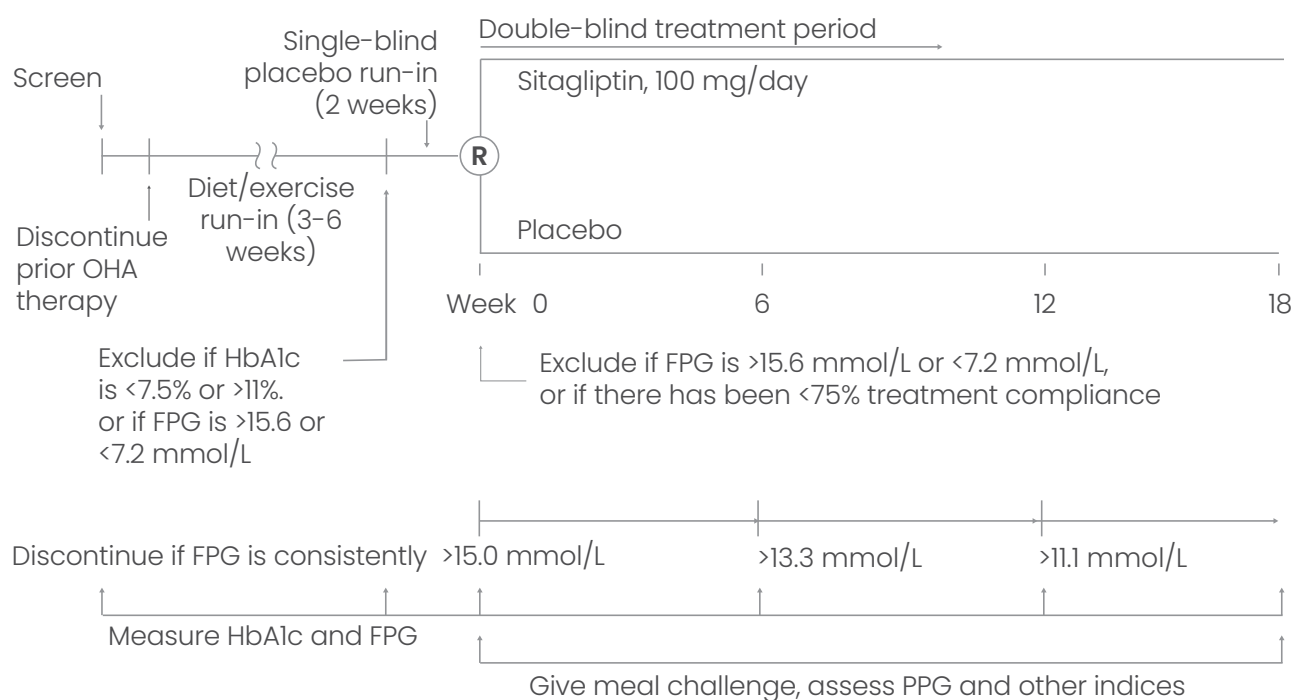 Double-blind treatment period
Single-blind
placebo run-in
(2 weeks)
Screen
Sitagliptin, 100 mg/day
R
Diet/exercise
run-in (3-6
weeks)
Discontinue
prior OHA
therapy
Placebo
Week 0 6 12 18
Exclude if HbA1c
is <7.5% or >11%.
or if FPG is >15.6 or
<7.2 mmol/L
Exclude if FPG is >15.6 mmol/L or <7.2 mmol/L,
or if there has been <75% treatment compliance
Discontinue if FPG is consistently >15.0 mmol/L >13.3 mmol/L >11.1 mmol/L
Measure HbA1c and FPG
Give meal challenge, assess PPG and other indices